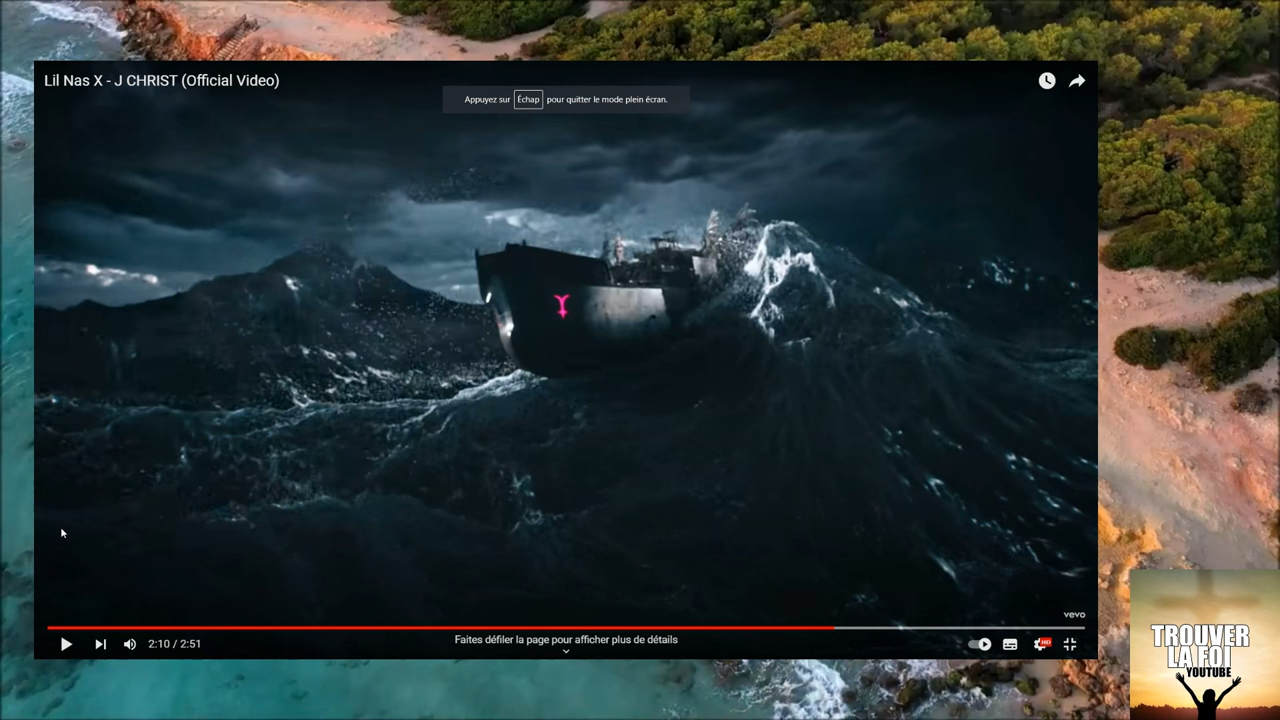 Lil Nas X - J CHRIST (Official Video)
Appuyez sur Échap pour quitter le mode plein écran.
vevo
2:10 / 2:51
Faites défiler la page pour afficher plus de détails
HD
TROUVER
LA FOI
YOUTUBE